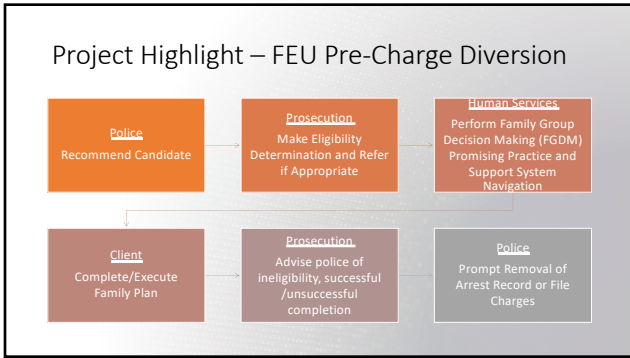 Project Highlight – FEU Pre-Charge Diversion
Police
Recommend Candidate
Prosecution
Make Eligibility
Determination and Refer
if Appropriate
Human Services
Perform Family Group
Decision Making (FGDM)
Promising Practice and
Support System
Navigation
Client
Complete/Execute
Family Plan
Prosecution
Advise police of
ineligibility, successful
/unsuccessful
completion
Police
Prompt Removal of
Arrest Record or File
Charges